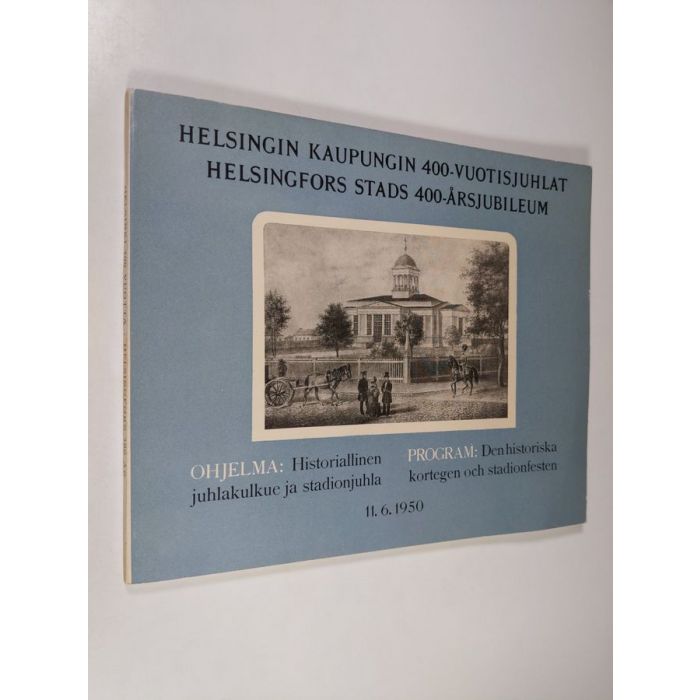 HELSINGIN KAUPUNGIN 400-VUOTISJUHLAT
HELSINGFORS STADS 400-ÅRSJUBILEUM
OHJELMA: Historiallinen
juhlakulkue ja stadionjuhla
PROGRAM: Den historiska
kortegen och stadionfesten
11. 6. 1950